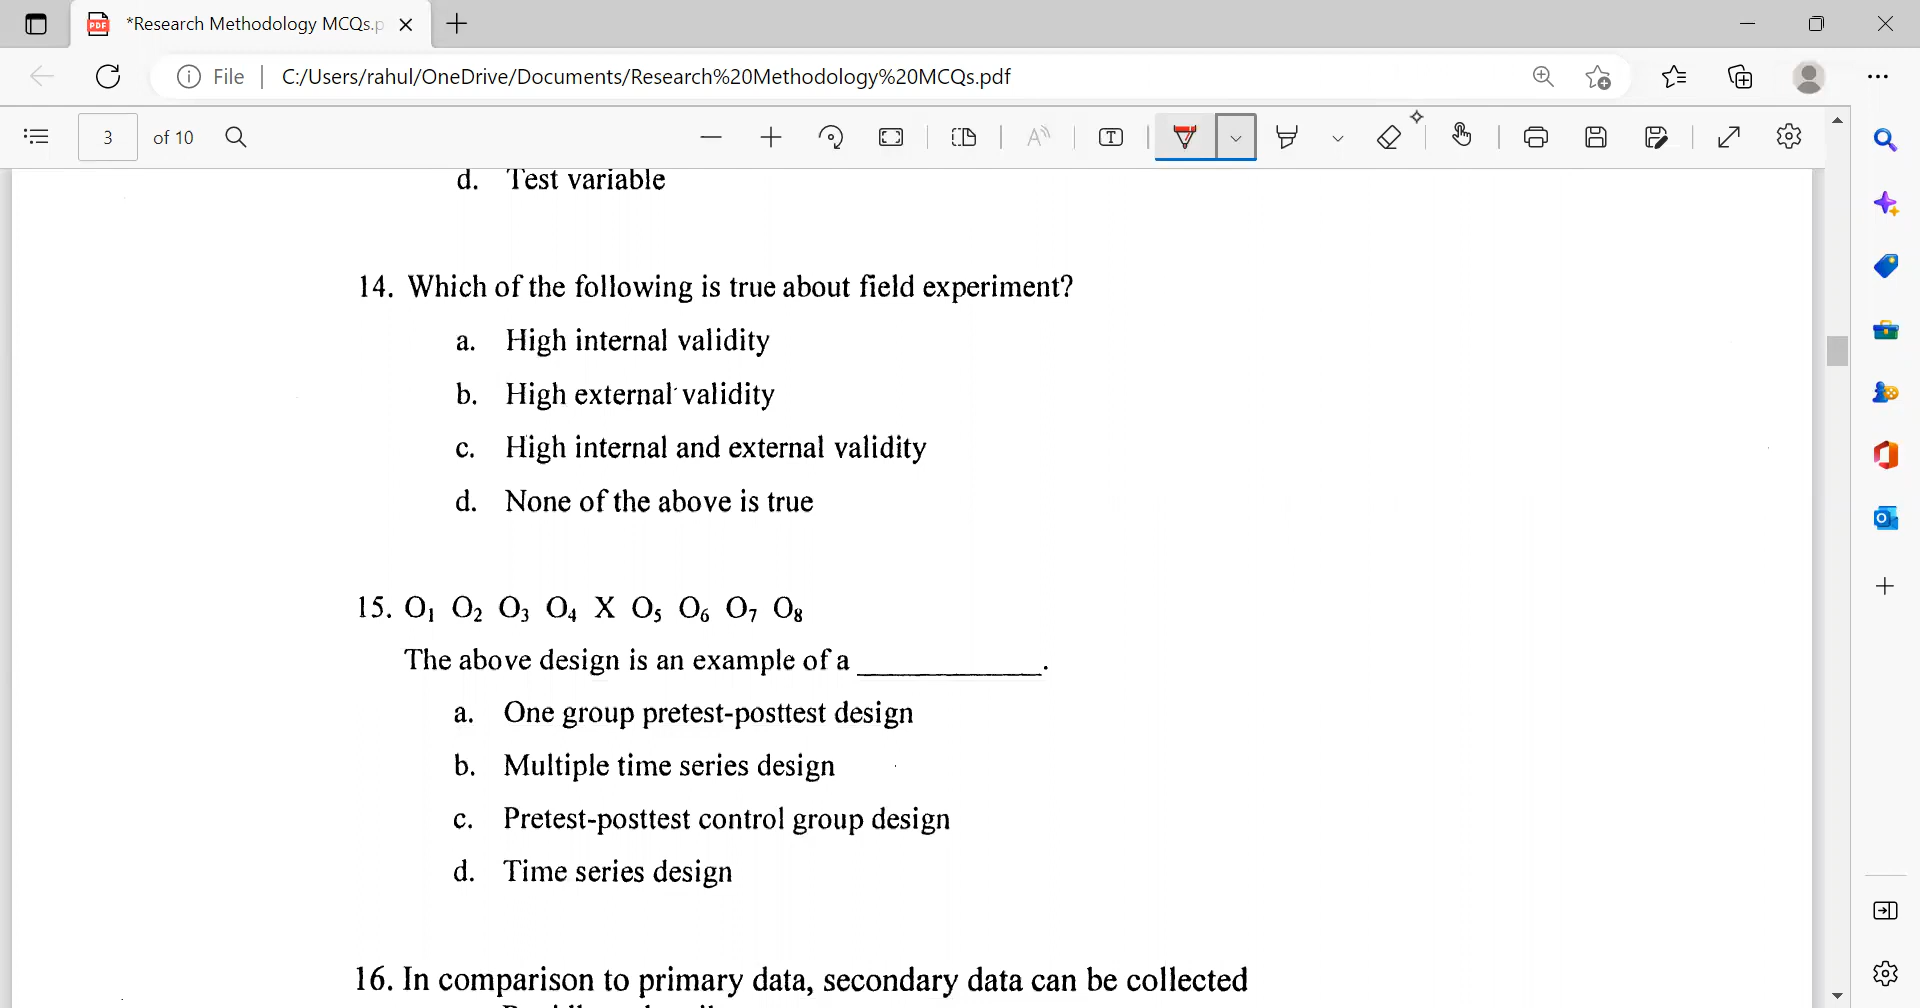 *Research Methodology MCQs.p
File
C:/Users/rahul/OneDrive/Documents/Research%20Methodology%20MCQs.pdf
3 of 10
d. Test variable
14. Which of the following is true about field experiment?
a. High internal validity
b. High external validity
c. High internal and external validity
d. None of the above is true
15. O₁ O₂ O₃ O₄ X O₅ O₆ O₇ O₈
The above design is an example of a ____________.
a. One group pretest-posttest design
b. Multiple time series design
c. Pretest-posttest control group design
d. Time series design
16. In comparison to primary data, secondary data can be collected